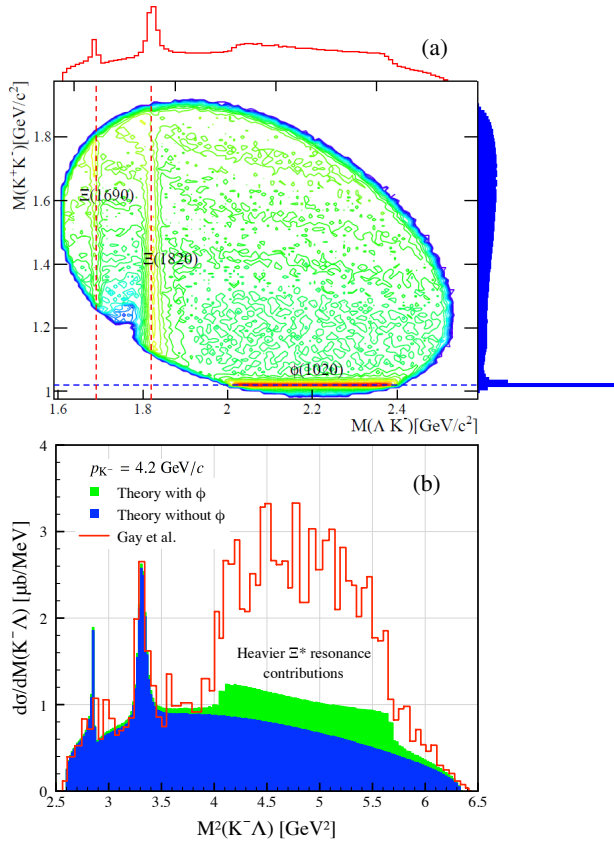 (a)
M(K⁺K⁻)[GeV/c²]
1.8
1.6
1.4
1.2
1
Ξ(1690)
Ξ(1820)
ϕ(1020)
1.6
1.8
2
2.2
2.4
M(Λ K⁻)[GeV/c²]
(b)
p_K⁻ = 4.2 GeV/c
Theory with ϕ
Theory without ϕ
Gay et al.
Heavier Ξ* resonance
contributions
dσ/dM(K⁻Λ) [μb/MeV]
4
3
2
1
0
2.5
3
3.5
4
4.5
5
5.5
6
6.5
M²(K⁻Λ) [GeV²]